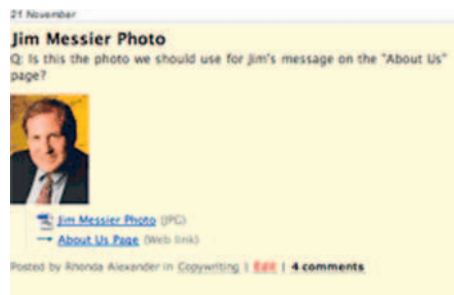 21 November
Jim Messier Photo
Q: Is this the photo we should use for Jim's message on the "About Us"
page?
Jim Messier Photo (JPG)
→ About Us Page (Web link)
Posted by Rhonda Alexander in Copywriting | Edit | 4 comments